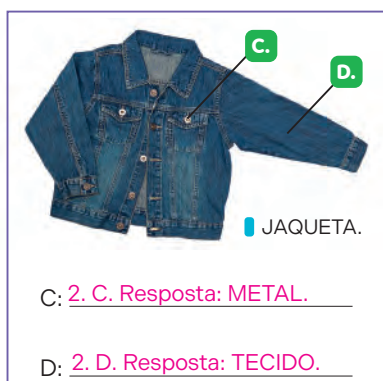 C.
D.
JAQUETA.
C: 2. C. Resposta: METAL.
D: 2. D. Resposta: TECIDO.